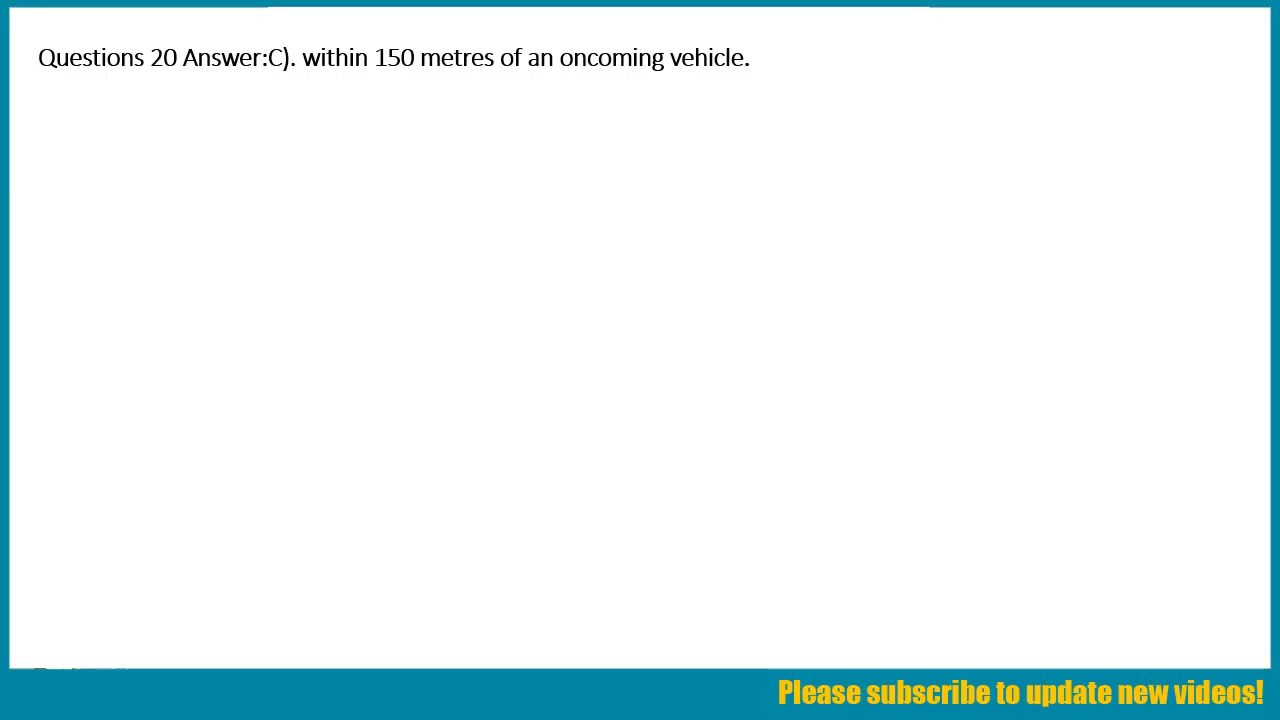 Questions 20 Answer:C). within 150 metres of an oncoming vehicle.
Please subscribe to update new videos!